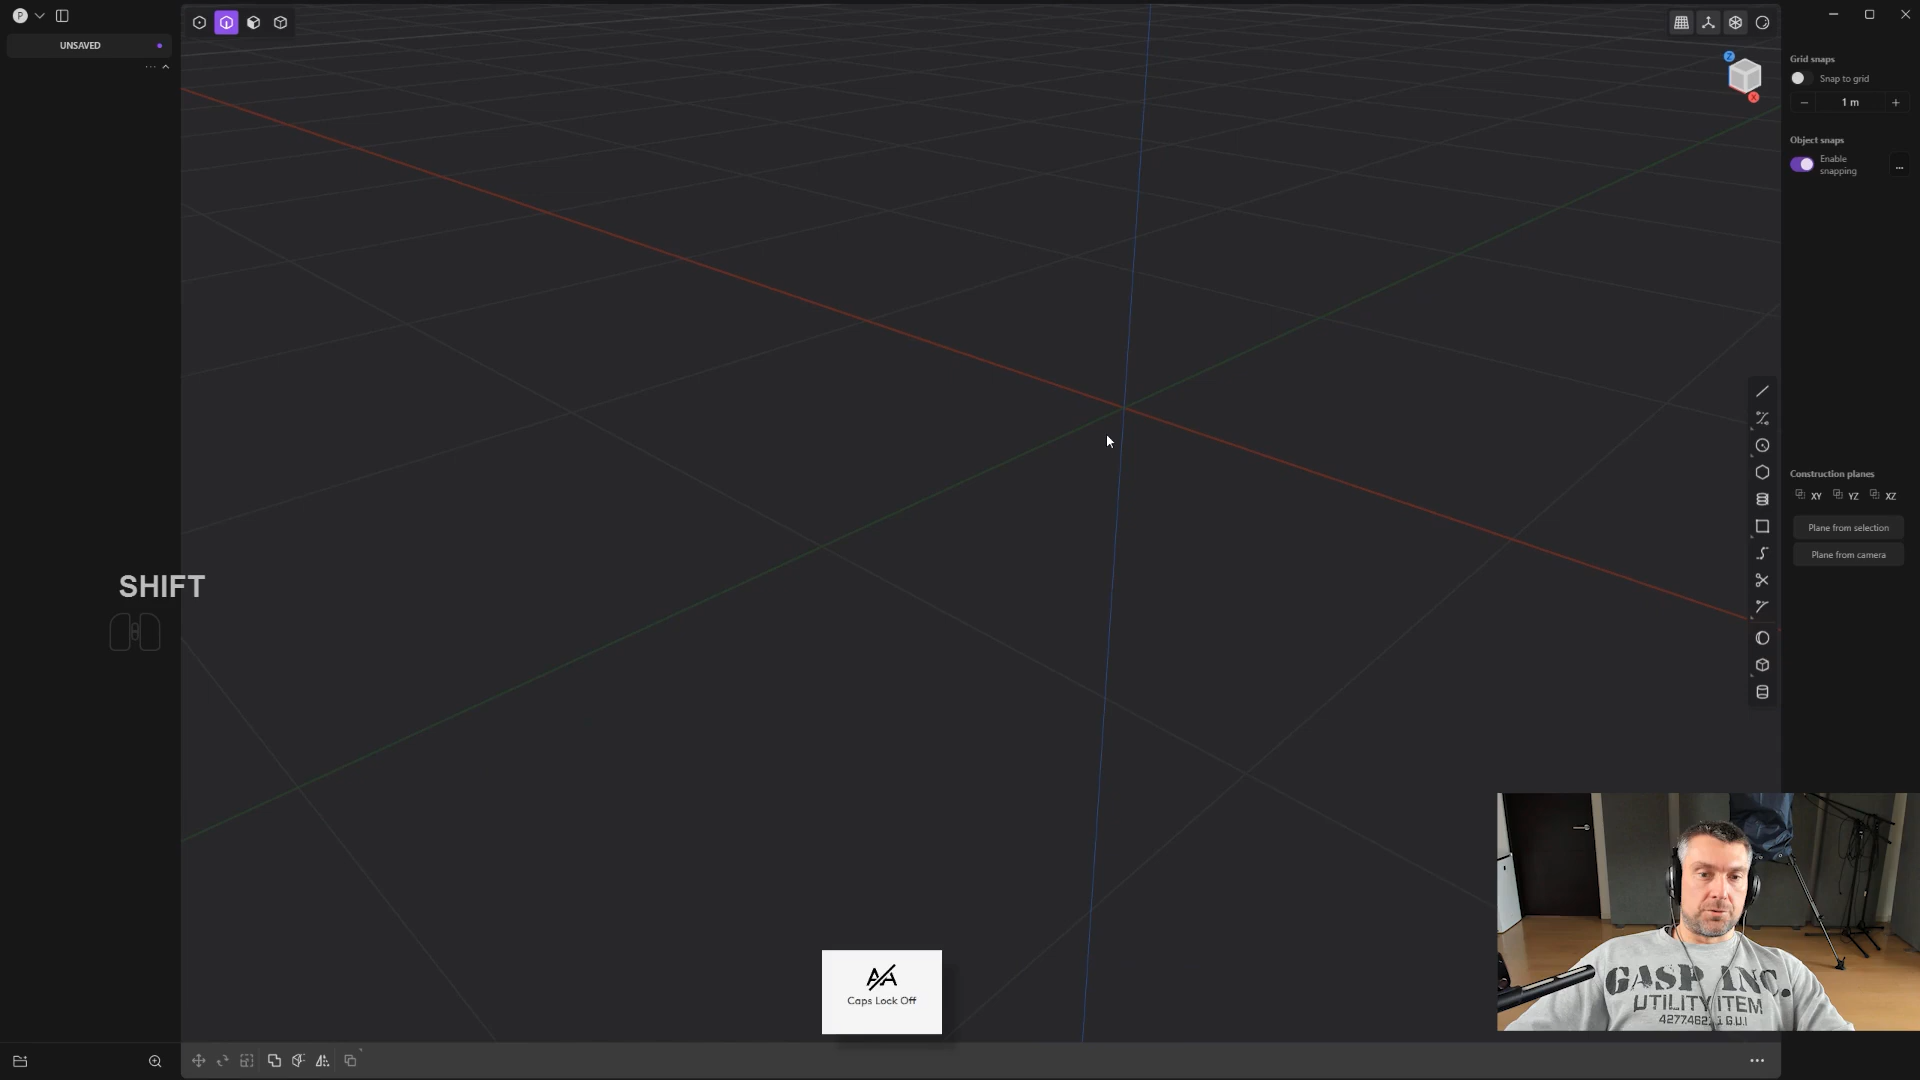 P
UNSAVED
Z
X
Grid snaps
Snap to grid
1 m
Object snaps
Enable
snapping
Construction planes
XY YZ XZ
Plane from selection
Plane from camera
SHIFT
AA
Caps Lock Off
GASP INC.
UTILITY ITEM